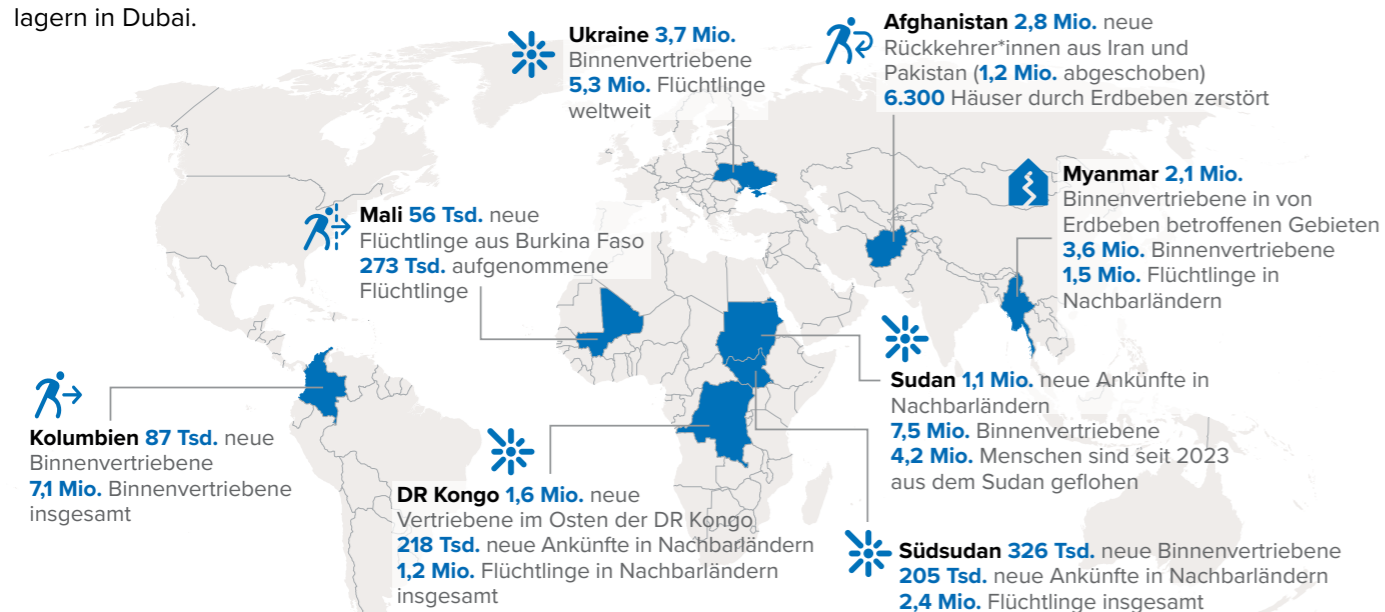 lagern in Dubai.
Ukraine 3,7 Mio.
Binnenvertriebene
5,3 Mio. Flüchtlinge
weltweit
Afghanistan 2,8 Mio. neue
Rückkehrer*innen aus Iran und
Pakistan (1,2 Mio. abgeschoben)
6.300 Häuser durch Erdbeben zerstört
Myanmar 2,1 Mio.
Binnenvertriebene in von
Erdbeben betroffenen Gebieten
3,6 Mio. Binnenvertriebene
1,5 Mio. Flüchtlinge in
Nachbarländern
Mali 56 Tsd. neue
Flüchtlinge aus Burkina Faso
273 Tsd. aufgenommene
Flüchtlinge
Kolumbien 87 Tsd. neue
Binnenvertriebene
7,1 Mio. Binnenvertriebene
insgesamt
DR Kongo 1,6 Mio. neue
Vertriebene im Osten der DR Kongo
218 Tsd. neue Ankünfte in Nachbarländern
1,2 Mio. Flüchtlinge in Nachbarländern
insgesamt
Sudan 1,1 Mio. neue Ankünfte in
Nachbarländern
7,5 Mio. Binnenvertriebene
4,2 Mio. Menschen sind seit 2023
aus dem Sudan geflohen
Südsudan 326 Tsd. neue Binnenvertriebene
205 Tsd. neue Ankünfte in Nachbarländern
2,4 Mio. Flüchtlinge insgesamt